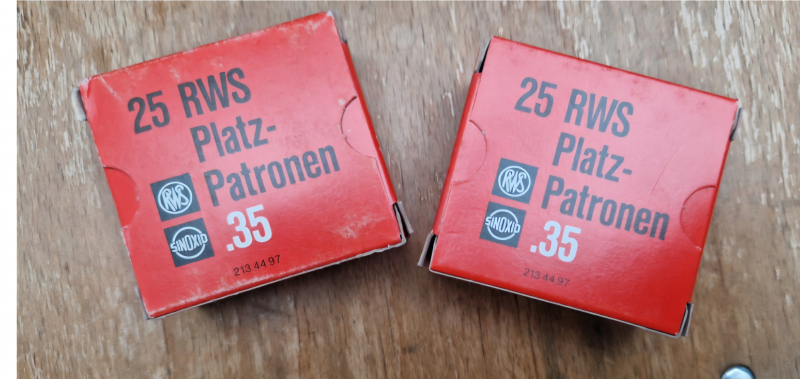 25 RWS
Platz-
Patronen
RWS
SINOXID
.35
213 44 97
25 RWS
Platz-
Patronen
RWS
SINOXID
.35
213 44 97